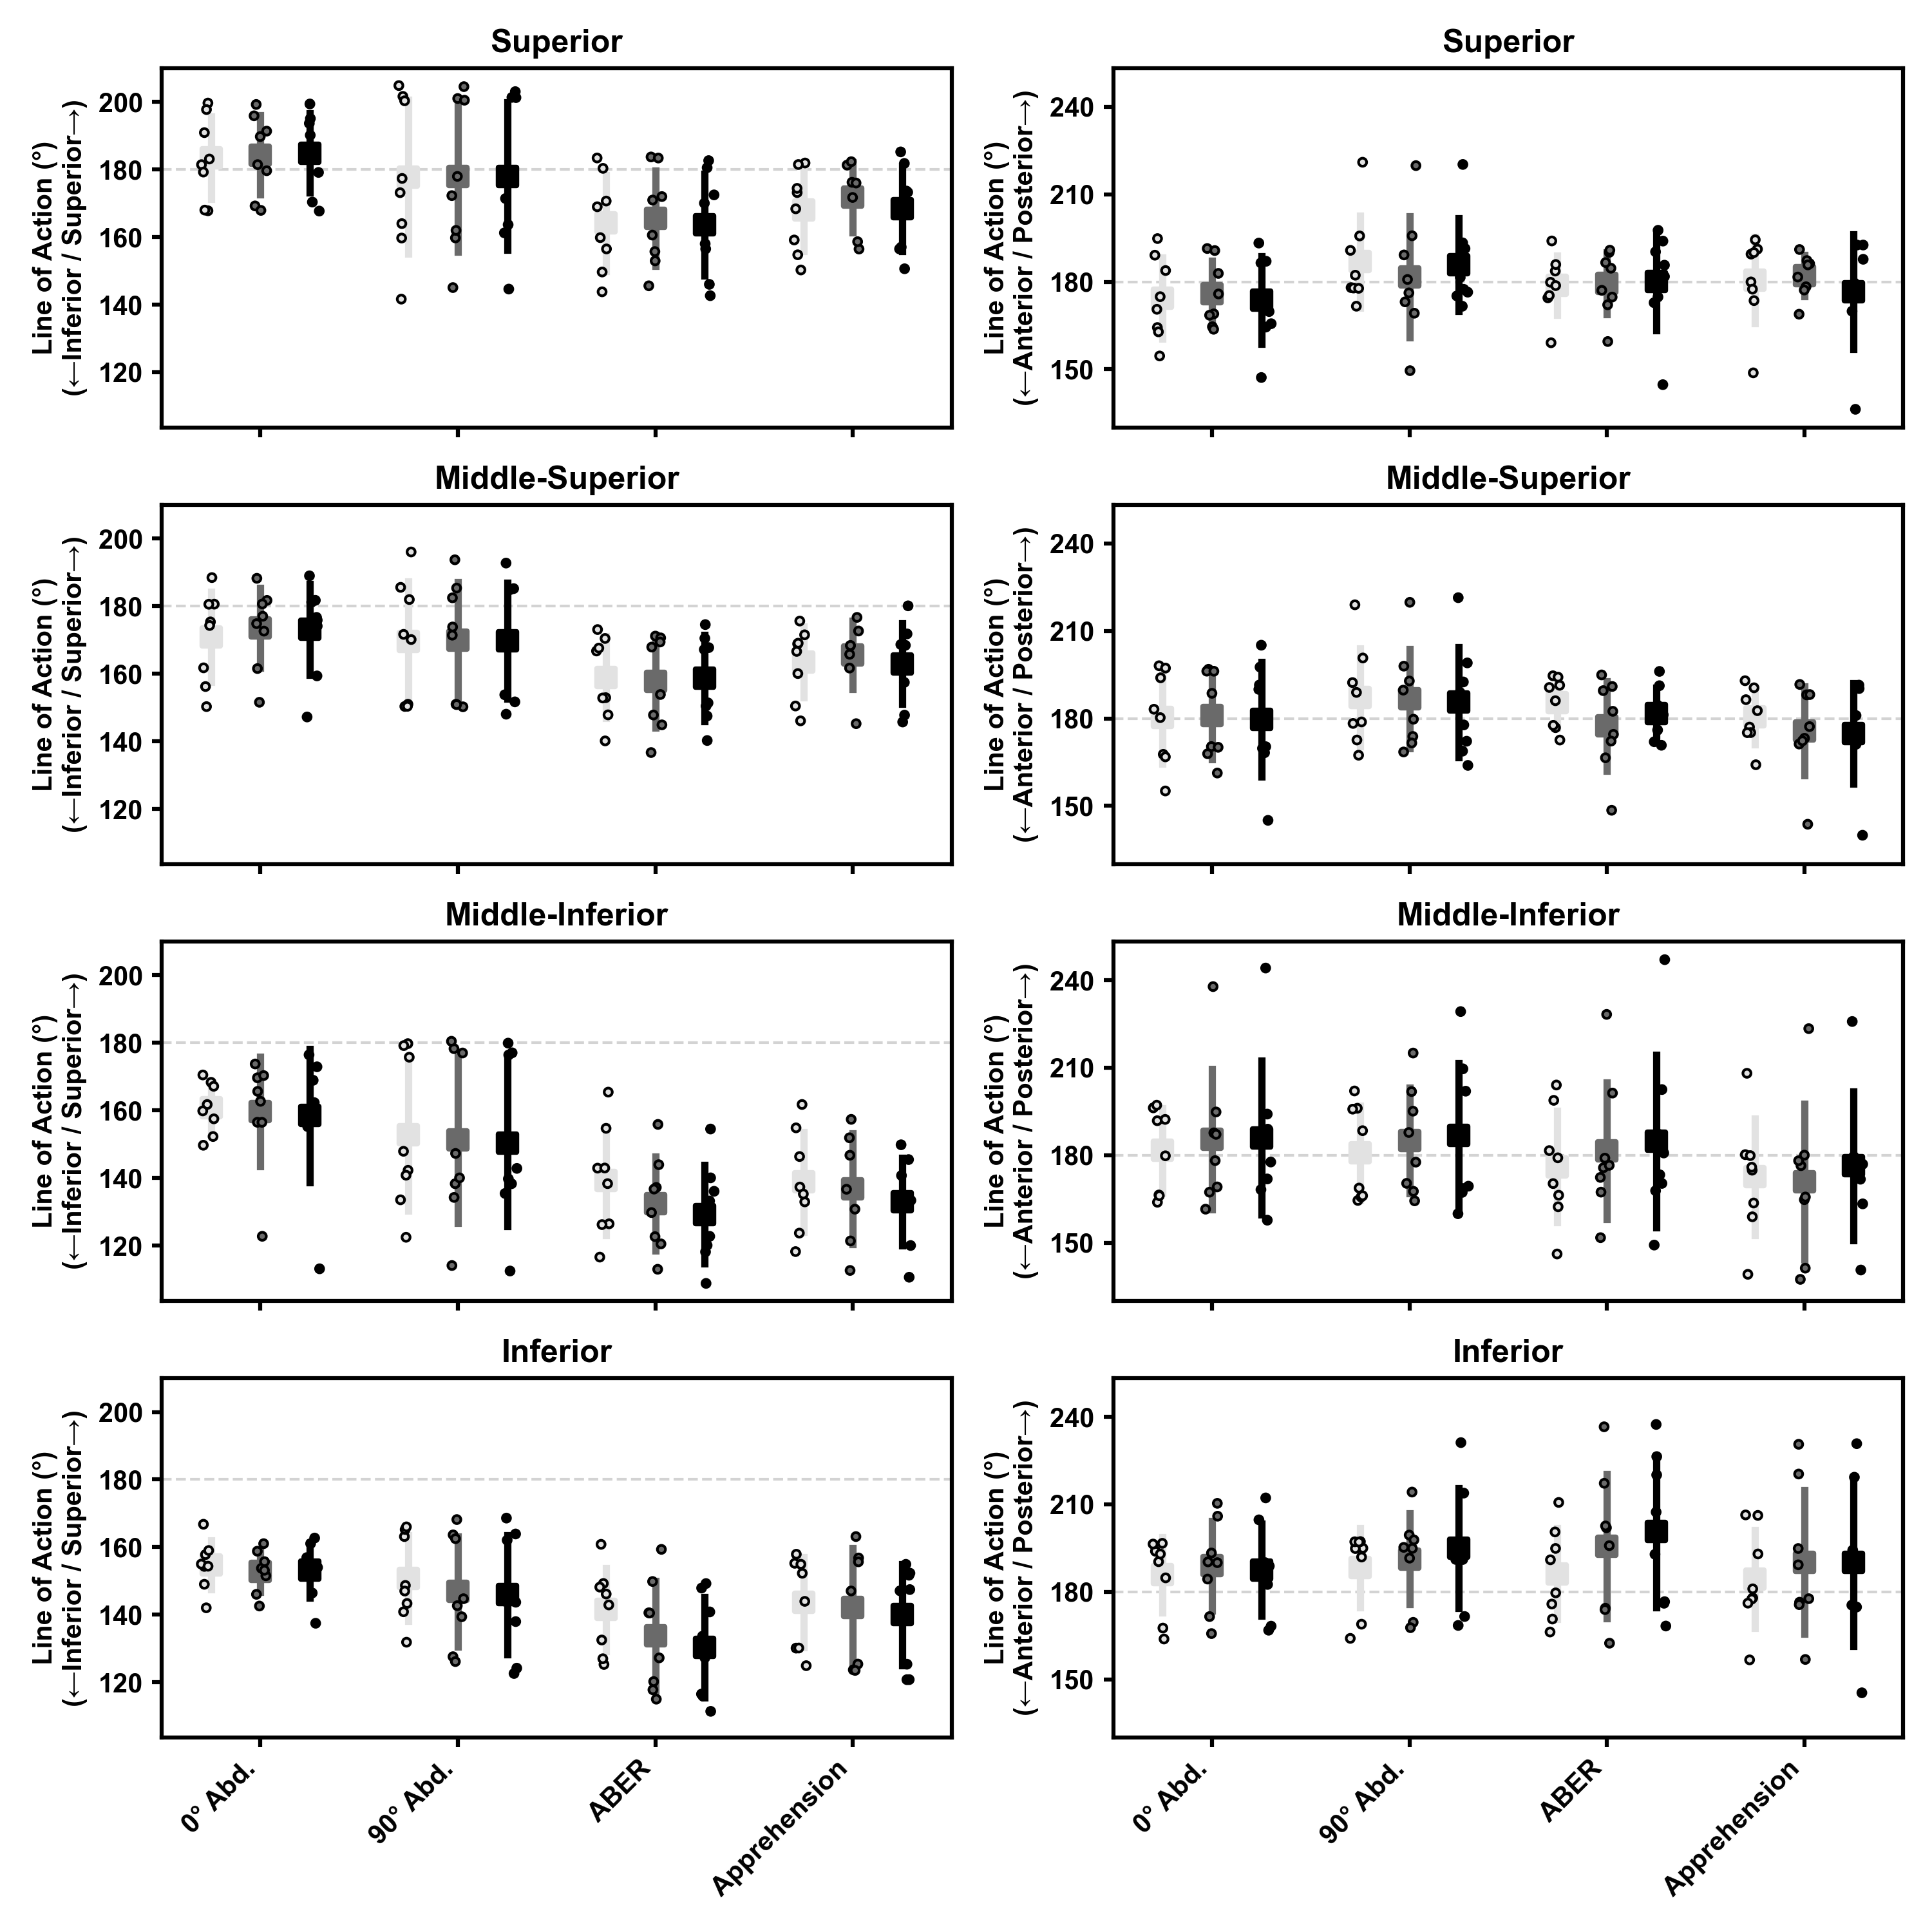 Superior
Line of Action (°)
(←Inferior / Superior→)
200
180
160
140
120
Superior
Line of Action (°)
(←Anterior / Posterior→)
240
210
180
150
Middle-Superior
Line of Action (°)
(←Inferior / Superior→)
200
180
160
140
120
Middle-Superior
Line of Action (°)
(←Anterior / Posterior→)
240
210
180
150
Middle-Inferior
Line of Action (°)
(←Inferior / Superior→)
200
180
160
140
120
Middle-Inferior
Line of Action (°)
(←Anterior / Posterior→)
240
210
180
150
Inferior
Line of Action (°)
(←Inferior / Superior→)
200
180
160
140
120
0° Abd.
90° Abd.
ABER
Apprehension
Inferior
Line of Action (°)
(←Anterior / Posterior→)
240
210
180
150
0° Abd.
90° Abd.
ABER
Apprehension